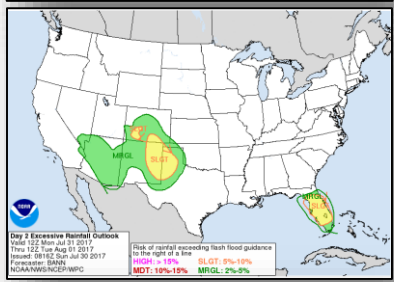 MRGL
SLGT
MRGL
SLGT
NOAA
Day 2 Excessive Rainfall Outlook
Valid 12Z Mon Jul 31 2017
Thru 12Z Tue Aug 01 2017
Issued: 0816Z Sun Jul 30 2017
Forecaster: BANN
NOAA/NWS/NCEP/WPC
Risk of rainfall exceeding flash flood guidance
to the right of a line
HIGH: > 15% SLGT: 5%-10%
MDT: 10%-15% MRGL: 2%-5%